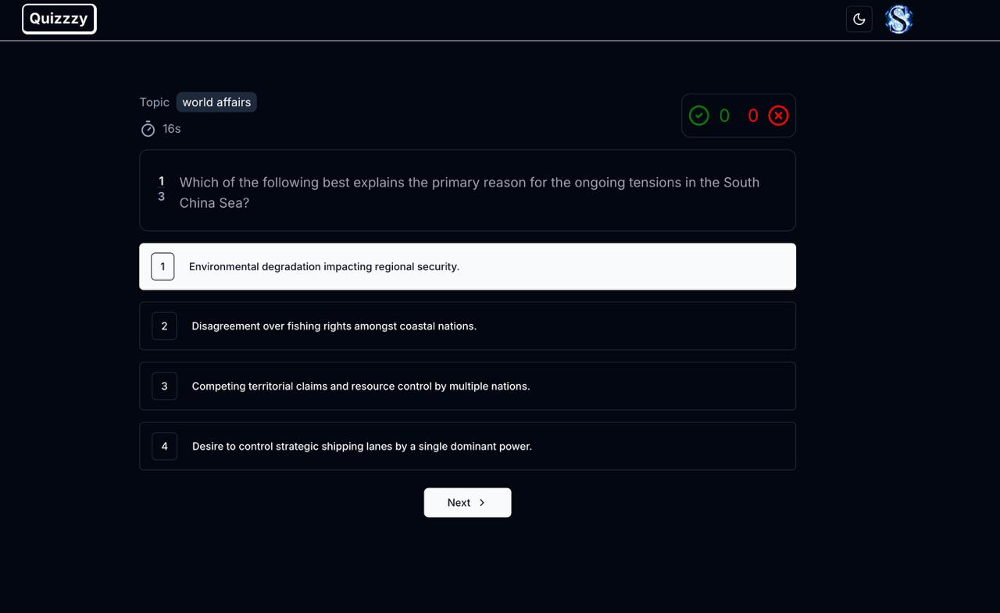 Quizzzy
Topic world affairs
16s
0 0
1
3
Which of the following best explains the primary reason for the ongoing tensions in the South
China Sea?
1 Environmental degradation impacting regional security.
2 Disagreement over fishing rights amongst coastal nations.
3 Competing territorial claims and resource control by multiple nations.
4 Desire to control strategic shipping lanes by a single dominant power.
Next